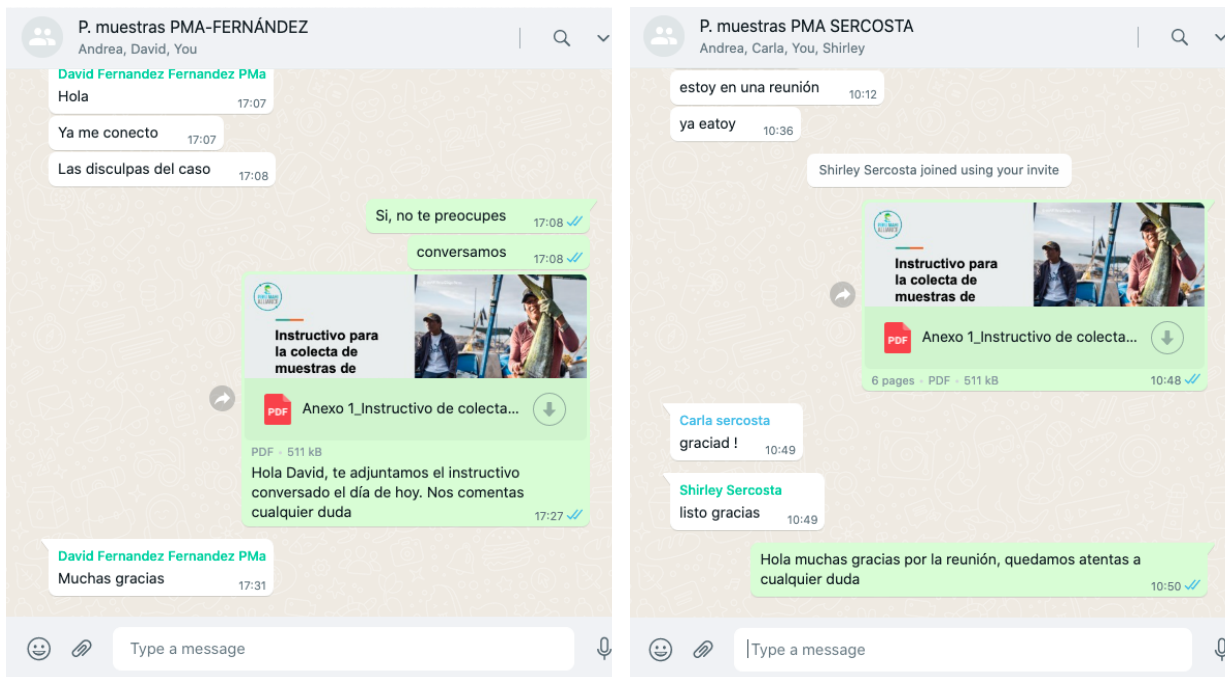 P. muestras PMA-FERNÁNDEZ
Andrea, David, You
David Fernandez Fernandez PMa
Hola
17:07
Ya me conecto
17:07
Las disculpas del caso
17:08
Si, no te preocupes
17:08
conversamos
17:08
Instructivo para
la colecta de
muestras de
PDF
Anexo 1_Instructivo de colecta...
PDF · 511 kB
Hola David, te adjuntamos el instructivo
conversado el día de hoy. Nos comentas
cualquier duda
17:27
David Fernandez Fernandez PMa
Muchas gracias
17:31
Type a message
P. muestras PMA SERCOSTA
Andrea, Carla, You, Shirley
estoy en una reunión
10:12
ya eatoy
10:36
Shirley Sercosta joined using your invite
Instructivo para
la colecta de
muestras de
PDF
Anexo 1_Instructivo de colecta...
6 pages · PDF · 511 kB
10:48
Carla sercosta
graciad !
10:49
Shirley Sercosta
listo gracias
10:49
Hola muchas gracias por la reunión, quedamos atentas a
cualquier duda
10:50
Type a message